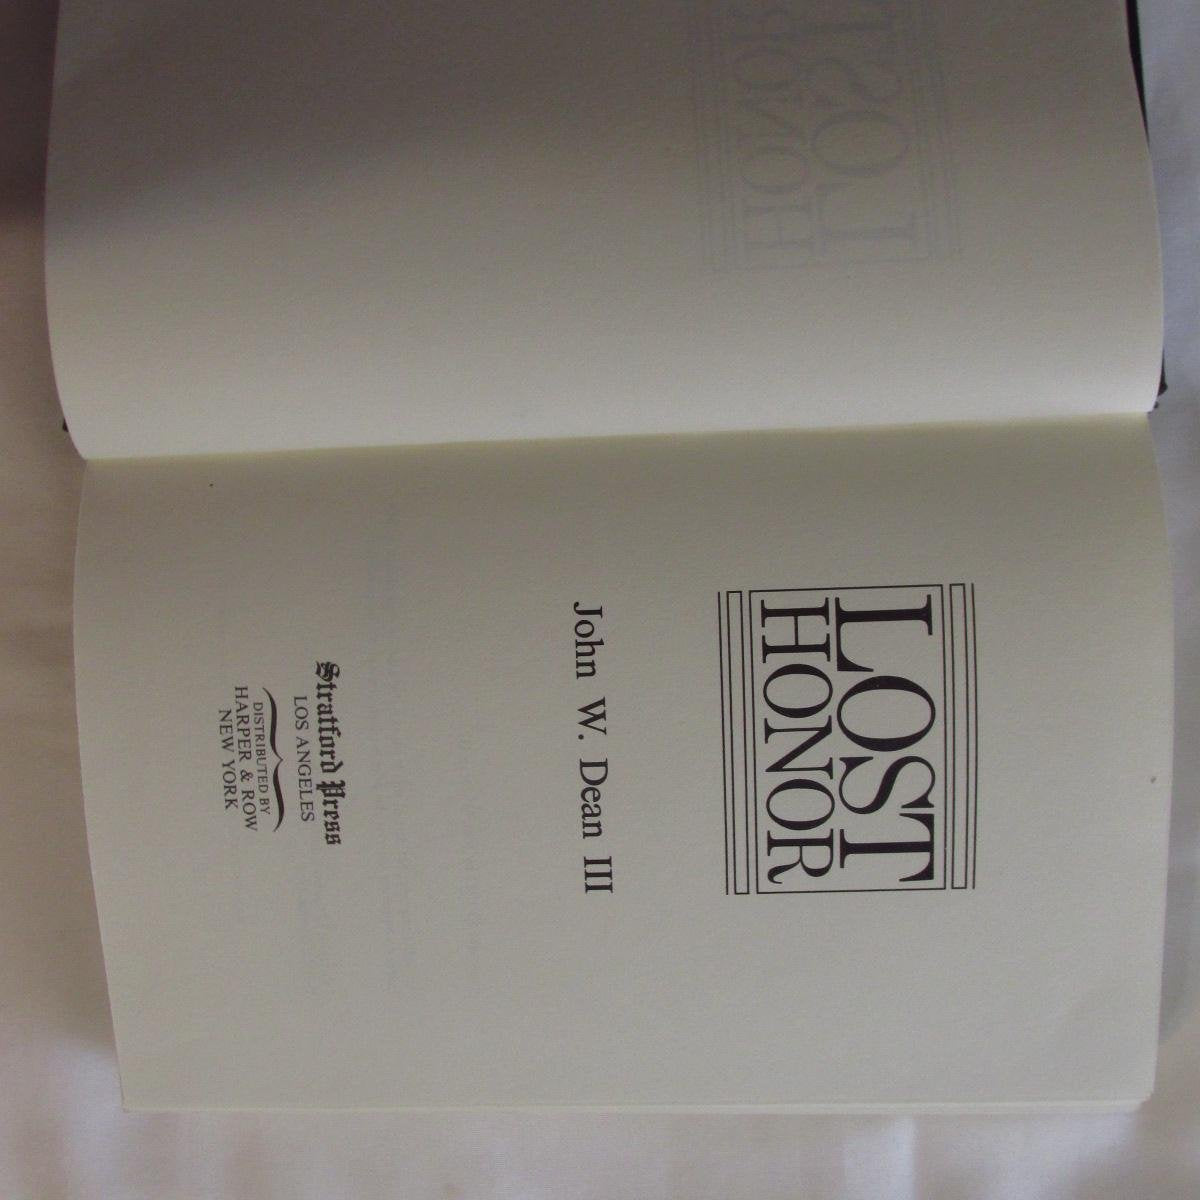 LOST
HONOR
John W. Dean III
Stratford Press
LOS ANGELES
DISTRIBUTED BY
HARPER & ROW
NEW YORK